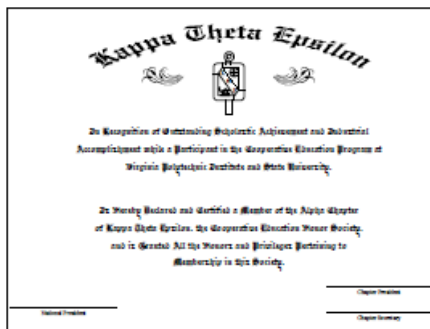 Kappa Theta Epsilon
In Recognition of Outstanding Scholastic Achievement and Industrial
Accomplishment while a Participant in the Cooperative Education Program at
Virginia Polytechnic Institute and State University.
Is Hereby Declared and Certified a Member of the Alpha Chapter
of Kappa Theta Epsilon, the Cooperative Education Honor Society,
and is Granted All the Honors and Privileges Pertaining to
Membership in this Society.
Chapter President
National President
Chapter Secretary